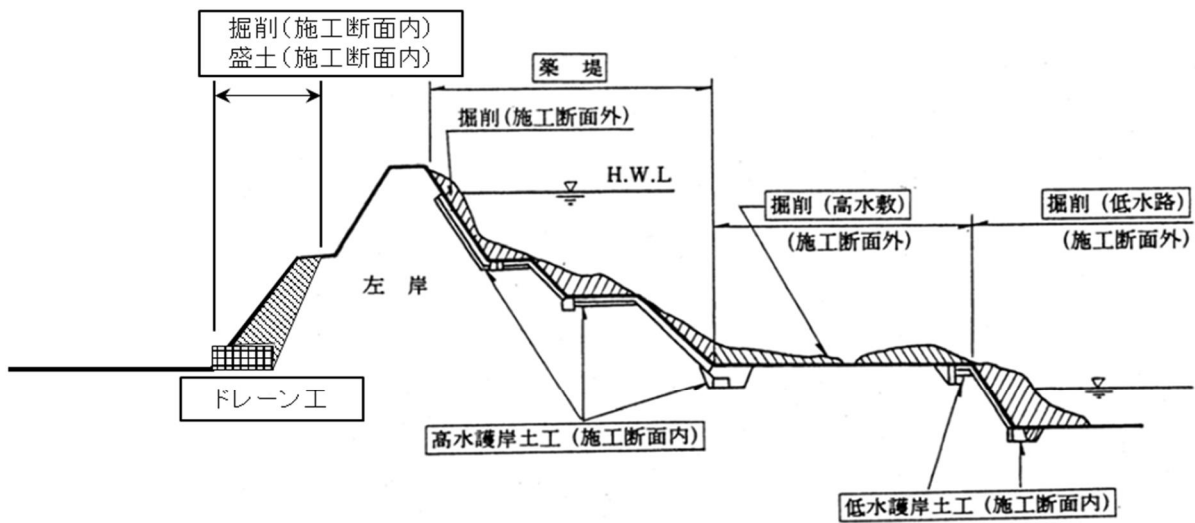 掘削(施工断面内)
盛土(施工断面内)
築 堤
掘削(施工断面外)
H.W.L
掘削(高水敷)
(施工断面外)
掘削(低水路)
(施工断面外)
左 岸
ドレーン工
高水護岸土工(施工断面内)
低水護岸土工(施工断面内)